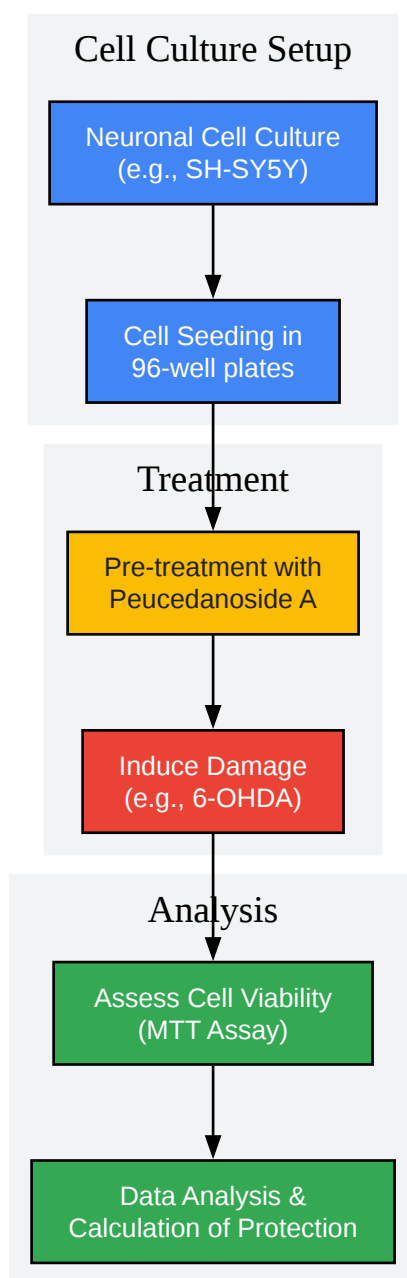 Cell Culture Setup
Neuronal Cell Culture
(e.g., SH-SY5Y)
Cell Seeding in
96-well plates
Treatment
Pre-treatment with
Peucedanoside A
Induce Damage
(e.g., 6-OHDA)
Analysis
Assess Cell Viability
(MTT Assay)
Data Analysis &
Calculation of Protection